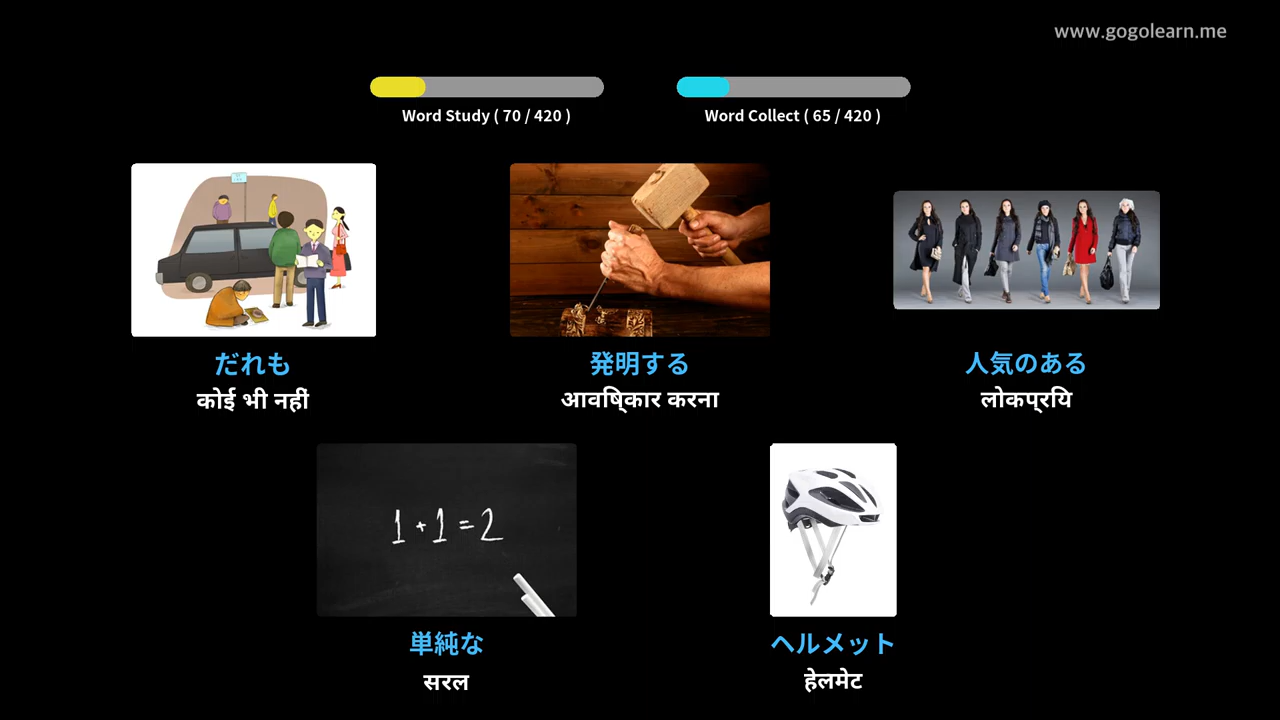 www.gogolearn.me
Word Study ( 70 / 420 )
Word Collect ( 65 / 420 )
だれも
कोई भी नहीं
発明する
आवषि्कार करना
人気のある
लोकप्रयि
1 + 1 = 2
単純な
सरल
ヘルメット
हेलमेट